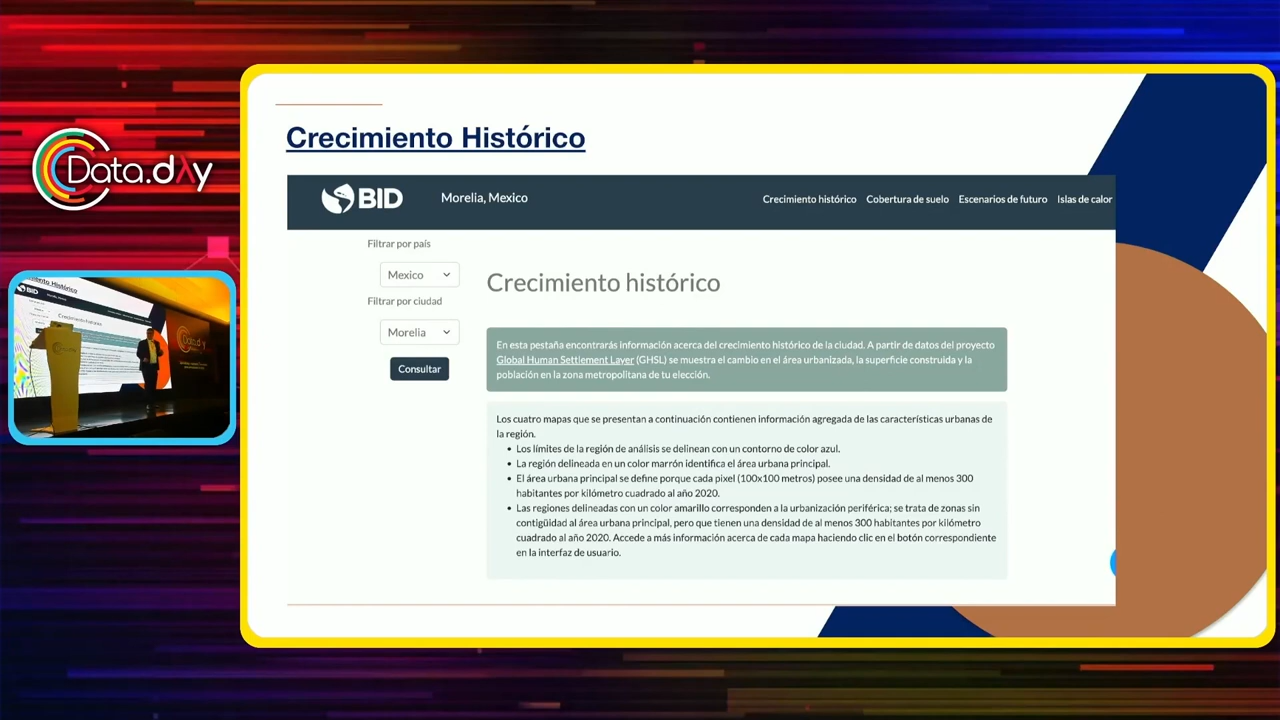 Crecimiento Histórico
Data.dAy
BID
Morelia, Mexico
Crecimiento histórico
Cobertura de suelo
Escenarios de futuro
Islas de calor
Filtrar por país
Mexico
Filtrar por ciudad
Morelia
Consultar
Crecimiento histórico
En esta pestaña encontrarás información acerca del crecimiento histórico de la ciudad. A partir de datos del proyecto
Global Human Settlement Layer (GHSL) se muestra el cambio en el área urbanizada, la superficie construida y la
población en la zona metropolitana de tu elección.
Los cuatro mapas que se presentan a continuación contienen información agregada de las características urbanas de
la región.
• Los límites de la región de análisis se delinean con un contorno de color azul.
• La región delineada en un color marrón identifica el área urbana principal.
• El área urbana principal se define porque cada pixel (100x100 metros) posee una densidad de al menos 300
habitantes por kilómetro cuadrado al año 2020.
• Las regiones delineadas con un color amarillo corresponden a la urbanización periférica; se trata de zonas sin
contigüidad al área urbana principal, pero que tienen una densidad de al menos 300 habitantes por kilómetro
cuadrado al año 2020. Accede a más información acerca de cada mapa haciendo clic en el botón correspondiente
en la interfaz de usuario.